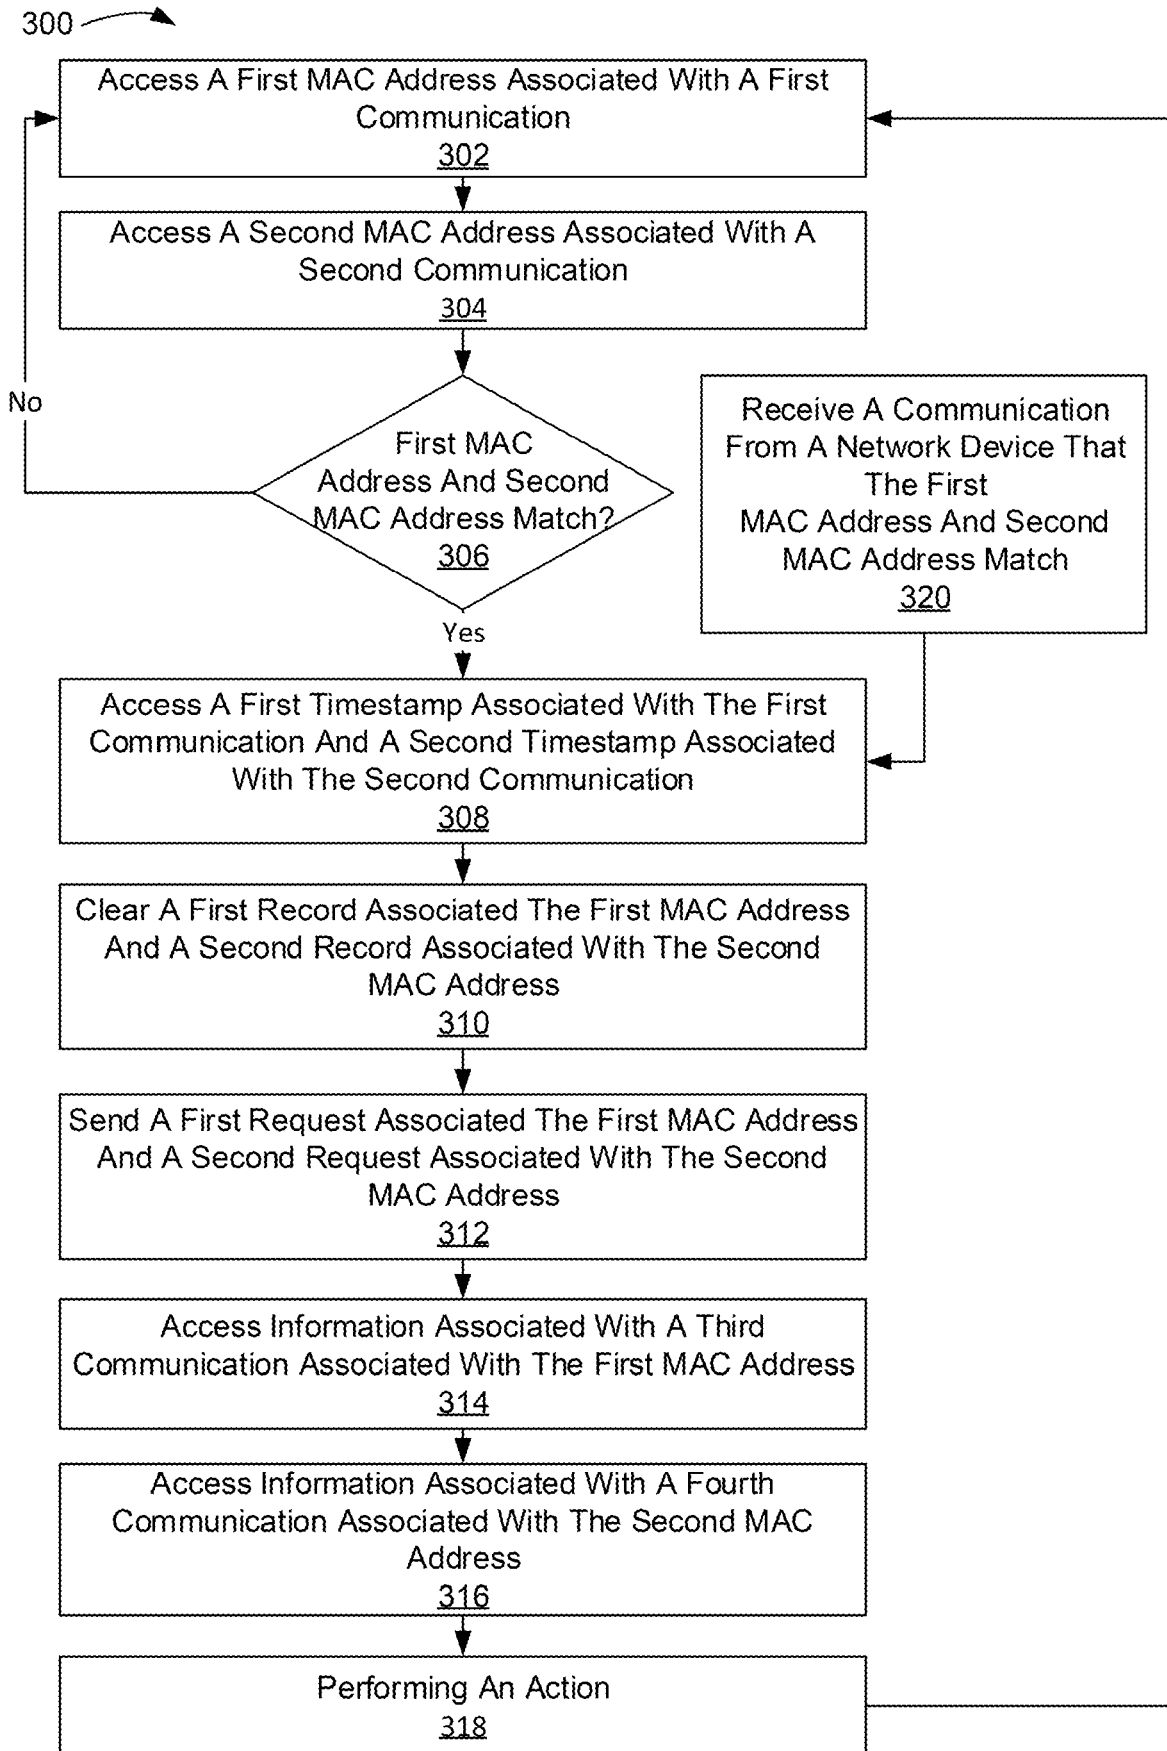 300
Access A First MAC Address Associated With A First
Communication
302
Access A Second MAC Address Associated With A
Second Communication
304
No
First MAC
Address And Second
MAC Address Match?
306
Receive A Communication
From A Network Device That
The First
MAC Address And Second
MAC Address Match
320
Yes
Access A First Timestamp Associated With The First
Communication And A Second Timestamp Associated
With The Second Communication
308
Clear A First Record Associated The First MAC Address
And A Second Record Associated With The Second
MAC Address
310
Send A First Request Associated The First MAC Address
And A Second Request Associated With The Second
MAC Address
312
Access Information Associated With A Third
Communication Associated With The First MAC Address
314
Access Information Associated With A Fourth
Communication Associated With The Second MAC
Address
316
Performing An Action
318